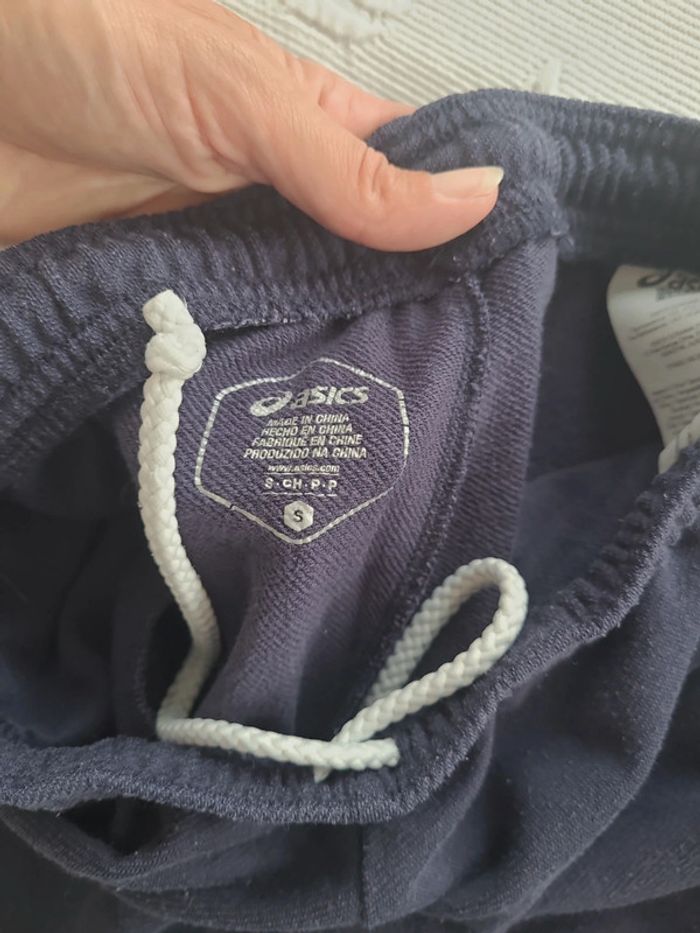 asics
MADE IN CHINA
HECHO EN CHINA
FABRIQUÉ EN CHINE
PRODUZIDO NA CHINA
www.asics.com
S·CH·P·P
S